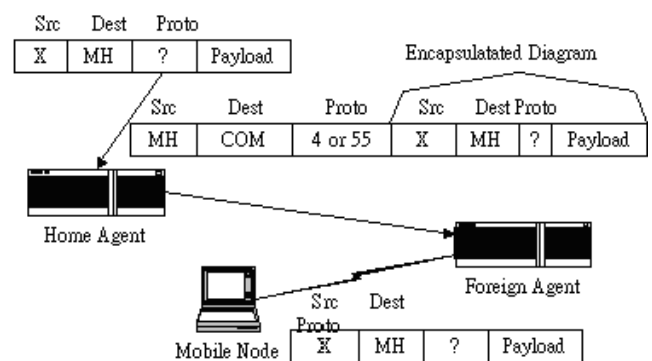 Src Dest Proto
X MH ? Payload
Encapsulatated Diagram
Src Dest Proto Src Dest Proto
MH COM 4 or 55 X MH ? Payload
Home Agent
Foreign Agent
Src Dest
Proto
X MH ? Payload
Mobile Node